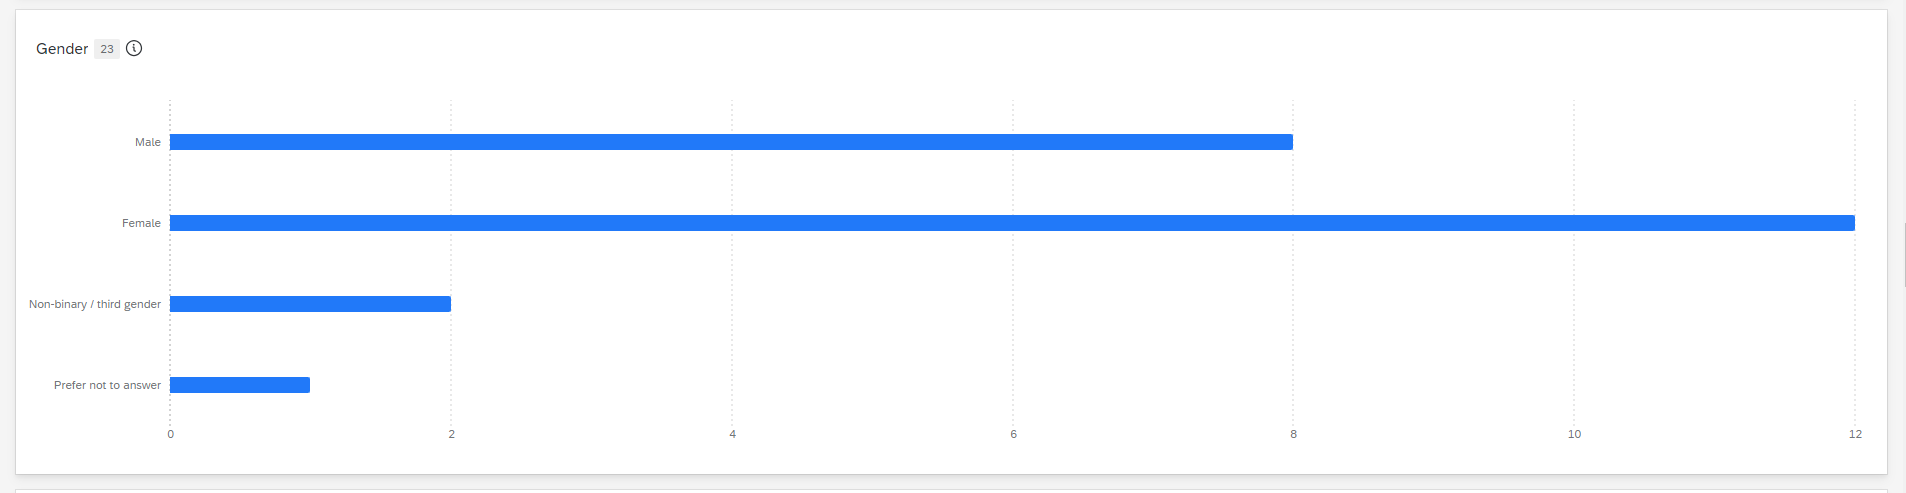 Gender 23
Male
Female
Non-binary / third gender
Prefer not to answer
0 2 4 6 8 10 12